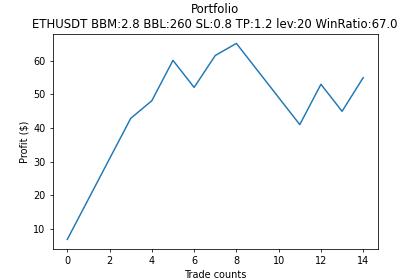 Portfolio
ETHUSDT BBM:2.8 BBL:260 SL:0.8 TP:1.2 lev:20 WinRatio:67.0
60
50
40
30
20
10
Profit ($)
0 2 4 6 8 10 12 14
Trade counts